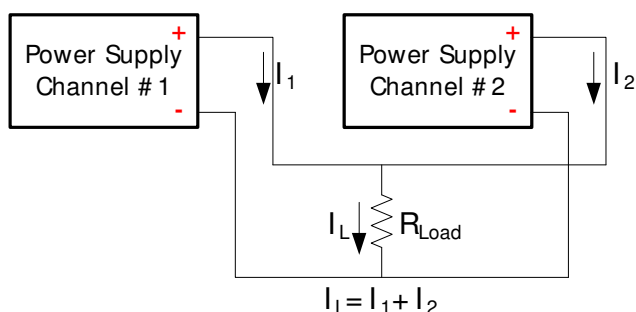 Power Supply
Channel # 1
+
-
I1
Power Supply
Channel # 2
+
-
I2
IL
RLoad
IL= I1+ I2